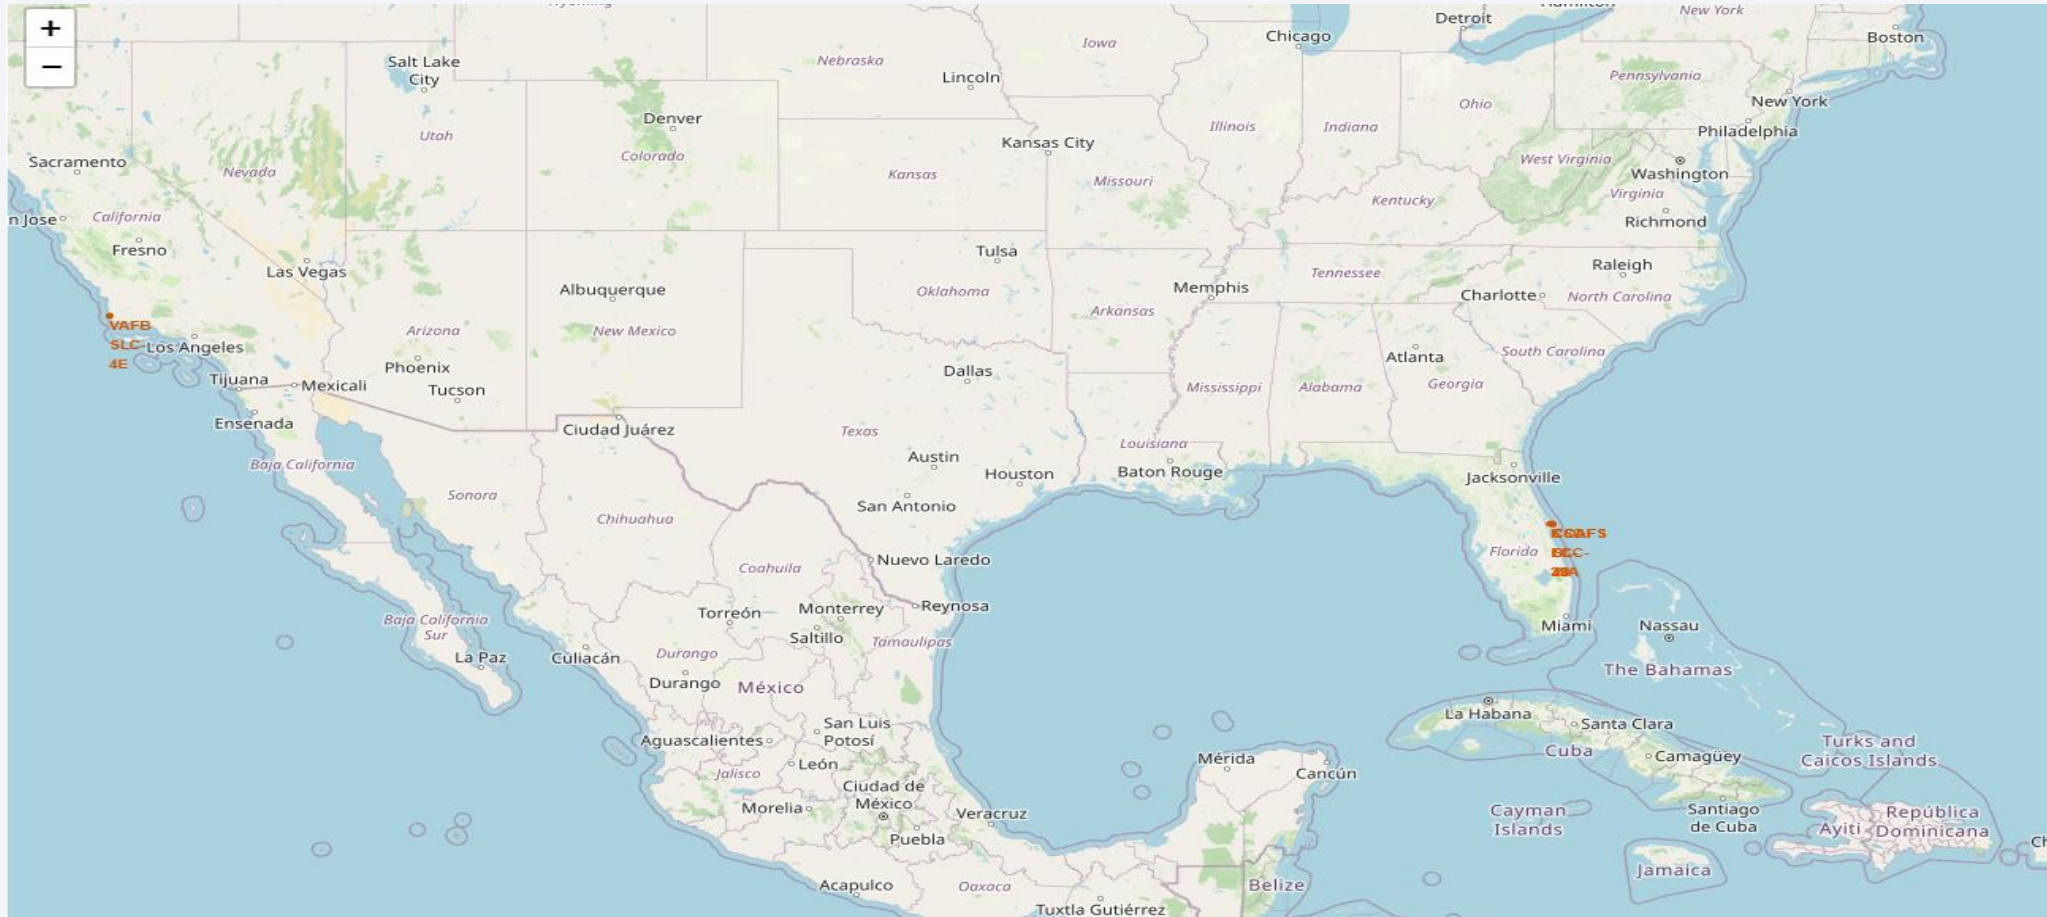 +
−
Wyoming
Hamilton
New York
Detroit
Chicago
Boston
Iowa
Nebraska
Salt Lake
City
Lincoln
Pennsylvania
Ohio
New York
Denver
Utah
Colorado
Illinois
Indiana
Philadelphia
Kansas City
Sacramento
Nevada
Kansas
Missouri
West Virginia
Washington
Virginia
Kentucky
n Jose
California
Richmond
Fresno
Las Vegas
Tulsa
Tennessee
Raleigh
Albuquerque
Oklahoma
Memphis
Charlotte
North Carolina
Arkansas
VAFB
SLC-
4E
Los Angeles
Arizona
New Mexico
Phoenix
Dallas
Atlanta
South Carolina
Tijuana
Mexicali
Tucson
Mississippi
Alabama
Georgia
Ensenada
Ciudad Juárez
Texas
Louisiana
Baja California
Austin
Houston
Baton Rouge
Jacksonville
Sonora
Chihuahua
San Antonio
Florida
Coahuila
Nuevo Laredo
Baja California
Sur
Torreón
Monterrey
Reynosa
Saltillo
Tamaulipas
Miami
Nassau
La Paz
Culiacán
Durango
Durango
México
The Bahamas
San Luis
Potosí
La Habana
Santa Clara
Aguascalientes
Cuba
Camagüey
Turks and
Caicos Islands
León
Jalisco
Mérida
Cancún
Ciudad de
México
Morelia
Veracruz
Puebla
Cayman
Islands
Santiago
de Cuba
Ayiti
República
Dominicana
Jamaica
Acapulco
Oaxaca
Belize
Tuxtla Gutiérrez